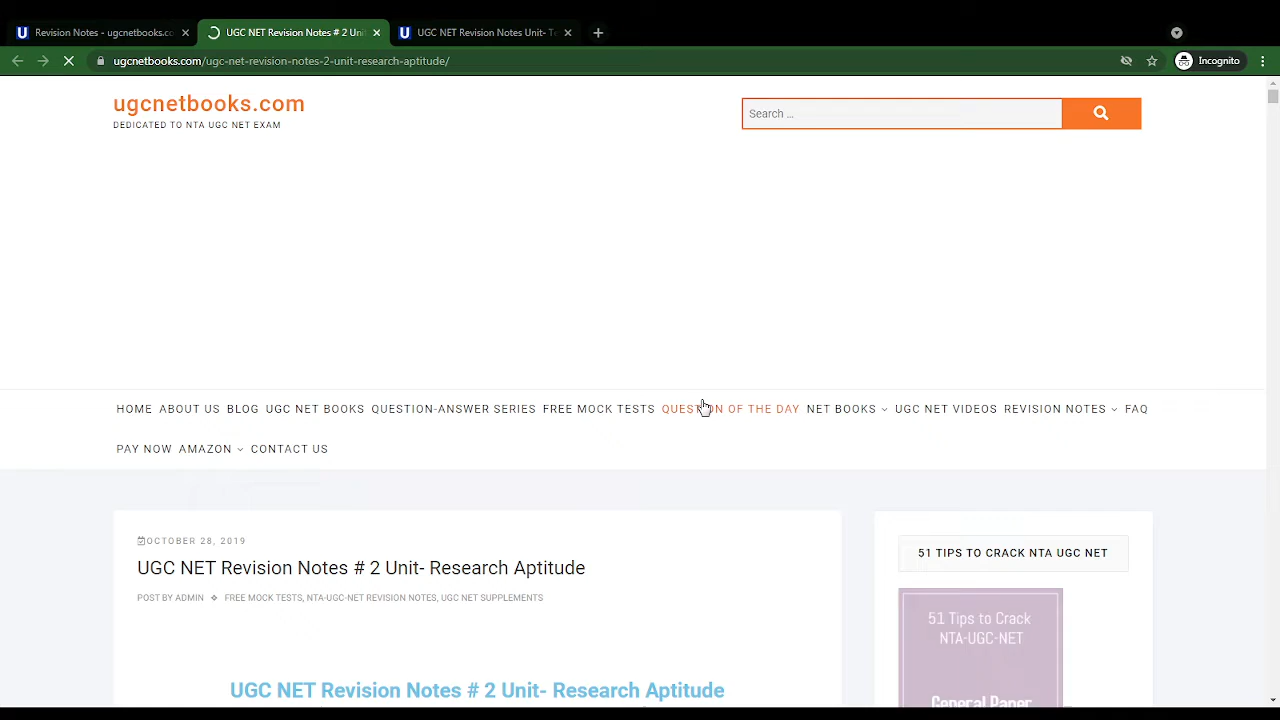 Revision Notes - ugcnetbooks.co
UGC NET Revision Notes # 2 Uni
UGC NET Revision Notes Unit- T
ugcnetbooks.com/ugc-net-revision-notes-2-unit-research-aptitude/
Incognito
ugcnetbooks.com
DEDICATED TO NTA UGC NET EXAM
Search ...
HOME ABOUT US BLOG UGC NET BOOKS QUESTION-ANSWER SERIES FREE MOCK TESTS QUESTION OF THE DAY NET BOOKS UGC NET VIDEOS REVISION NOTES FAQ
PAY NOW AMAZON CONTACT US
OCTOBER 28, 2019
UGC NET Revision Notes # 2 Unit- Research Aptitude
POST BY ADMIN FREE MOCK TESTS, NTA-UGC-NET REVISION NOTES, UGC NET SUPPLEMENTS
UGC NET Revision Notes # 2 Unit- Research Aptitude
51 TIPS TO CRACK NTA UGC NET
51 Tips to Crack
NTA-UGC-NET
General Paper